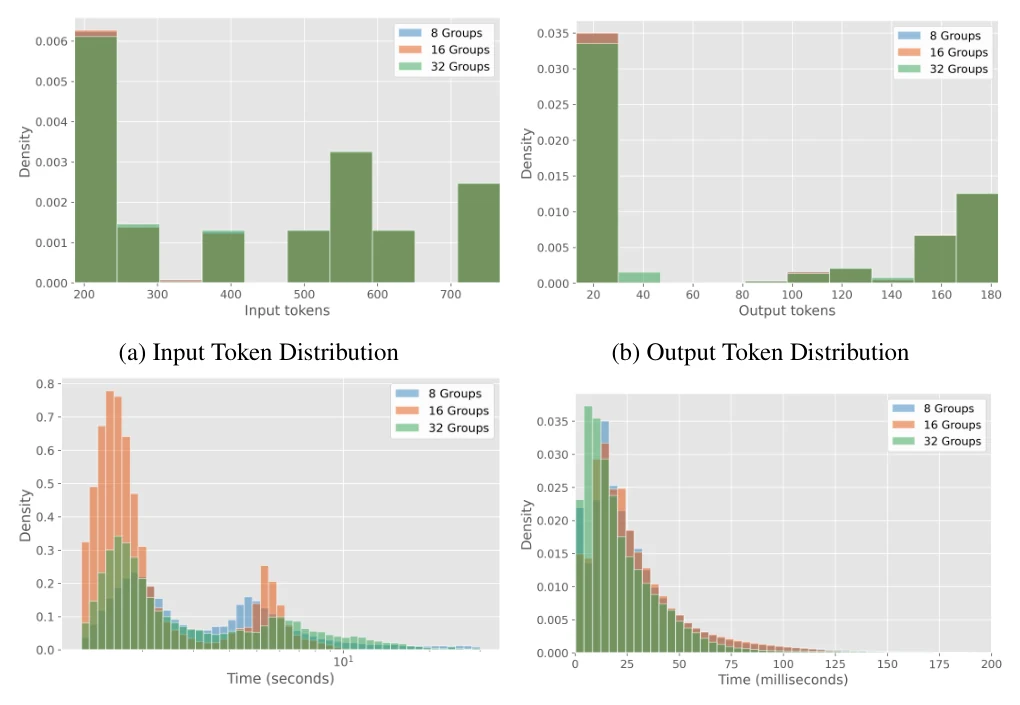 8 Groups
16 Groups
32 Groups
Density
0.006
0.005
0.004
0.003
0.002
0.001
0.000
200 300 400 500 600 700
Input tokens
(a) Input Token Distribution
8 Groups
16 Groups
32 Groups
Density
0.035
0.030
0.025
0.020
0.015
0.010
0.005
0.000
20 40 60 80 100 120 140 160 180
Output tokens
(b) Output Token Distribution
8 Groups
16 Groups
32 Groups
Density
0.8
0.7
0.6
0.5
0.4
0.3
0.2
0.1
0.0
10¹
Time (seconds)
8 Groups
16 Groups
32 Groups
Density
0.035
0.030
0.025
0.020
0.015
0.010
0.005
0.000
0 25 50 75 100 125 150 175 200
Time (milliseconds)